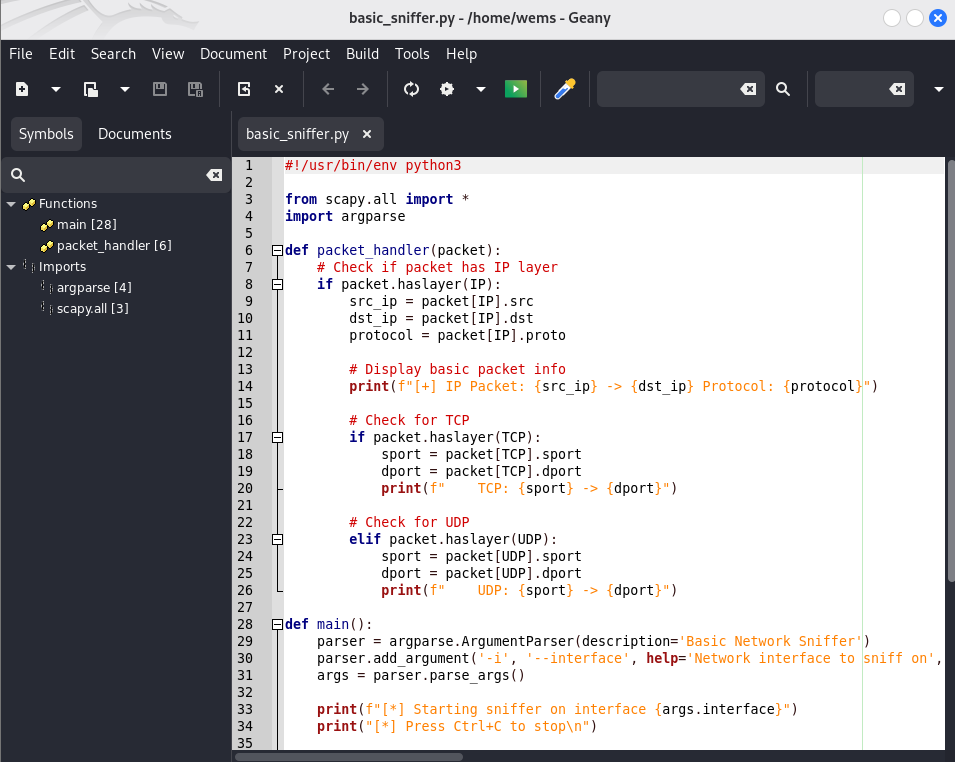 basic_sniffer.py - /home/wems - Geany
File Edit Search View Document Project Build Tools Help
Symbols Documents
basic_sniffer.py
Functions
main [28]
packet_handler [6]
Imports
argparse [4]
scapy.all [3]
1 #!/usr/bin/env python3
2
3 from scapy.all import *
4 import argparse
5
6 def packet_handler(packet):
7     # Check if packet has IP layer
8     if packet.haslayer(IP):
9         src_ip = packet[IP].src
10         dst_ip = packet[IP].dst
11         protocol = packet[IP].proto
12
13         # Display basic packet info
14         print(f"[+] IP Packet: {src_ip} -> {dst_ip} Protocol: {protocol}")
15
16         # Check for TCP
17         if packet.haslayer(TCP):
18             sport = packet[TCP].sport
19             dport = packet[TCP].dport
20             print(f"    TCP: {sport} -> {dport}")
21
22         # Check for UDP
23         elif packet.haslayer(UDP):
24             sport = packet[UDP].sport
25             dport = packet[UDP].dport
26             print(f"    UDP: {sport} -> {dport}")
27
28 def main():
29     parser = argparse.ArgumentParser(description='Basic Network Sniffer')
30     parser.add_argument('-i', '--interface', help='Network interface to sniff on',
31     args = parser.parse_args()
32
33     print(f"[*] Starting sniffer on interface {args.interface}")
34     print("[*] Press Ctrl+C to stop\n")
35